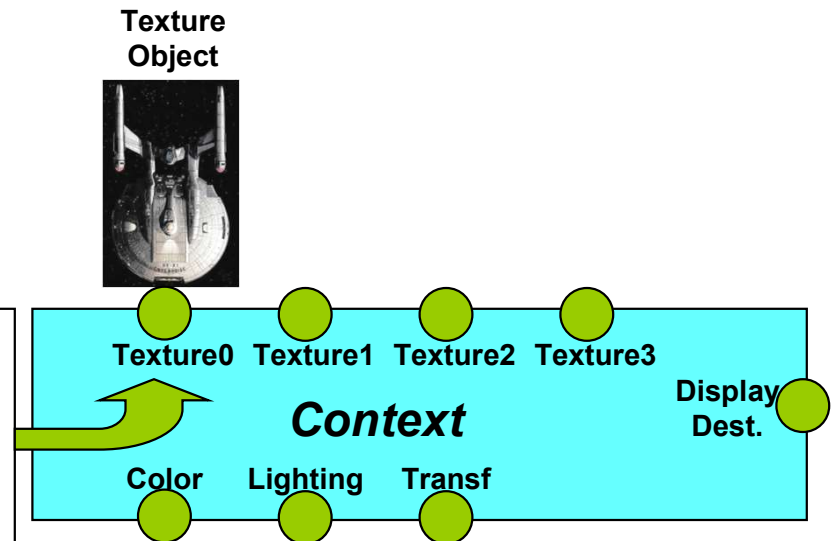 Texture
Object
Texture0 Texture1 Texture2 Texture3
Context
Display
Dest.
Color Lighting Transf